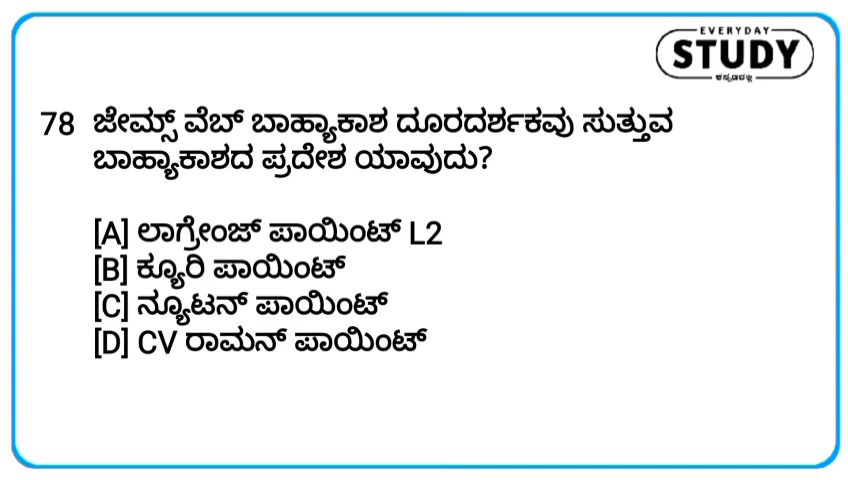 EVERYDAY
STUDY
ಕನ್ನಡದಲ್ಲಿ
78 ಜೇಮ್ಸ್ ವೆಬ್ ಬಾಹ್ಯಾಕಾಶ ದೂರದರ್ಶಕವು ಸುತ್ತುವ
ಬಾಹ್ಯಾಕಾಶದ ಪ್ರದೇಶ ಯಾವುದು?
[A] ಲಾಗ್ರೇಂಜ್ ಪಾಯಿಂಟ್ L2
[B] ಕ್ಯೂರಿ ಪಾಯಿಂಟ್
[C] ನ್ಯೂಟನ್ ಪಾಯಿಂಟ್
[D] CV ರಾಮನ್ ಪಾಯಿಂಟ್